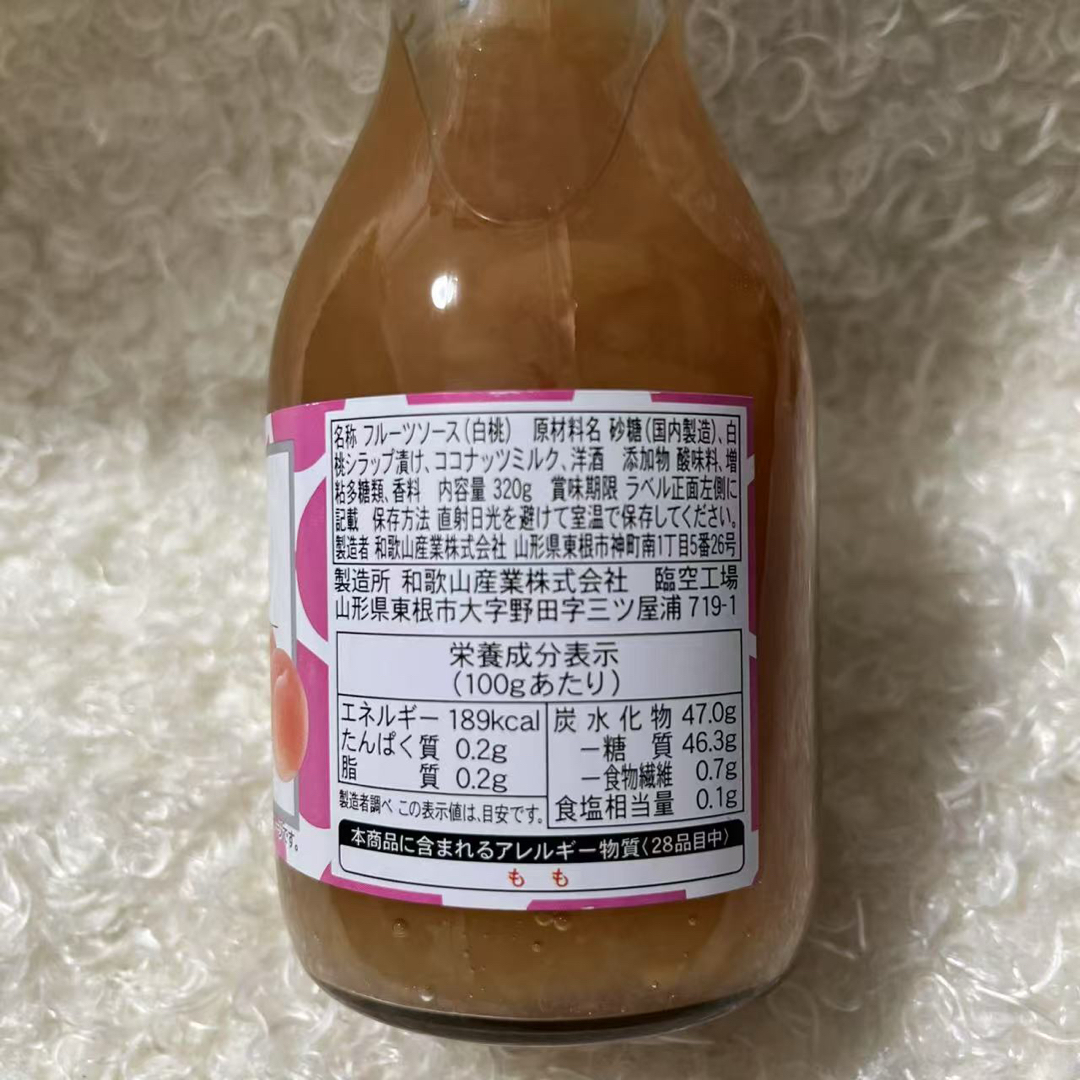 名称 フルーツソース(白桃) 原材料名 砂糖(国内製造)、白
桃シラップ漬け、ココナッツミルク、洋酒 添加物 酸味料、増
粘多糖類、香料 内容量 320g 賞味期限 ラベル正面左側に
記載 保存方法 直射日光を避けて室温で保存してください。
製造者 和歌山産業株式会社 山形県東根市神町南1丁目5番26号
製造所 和歌山産業株式会社 臨空工場
山形県東根市大字野田字三ツ屋浦 719-1
栄養成分表示
(100gあたり)
エネルギー 189kcal
たんぱく質 0.2g
脂質 0.2g
炭水化物 47.0g
−糖質 46.3g
−食物繊維 0.7g
食塩相当量 0.1g
製造者調べ この表示値は、目安です。
本商品に含まれるアレルギー物質〈28品目中〉
もも
です。